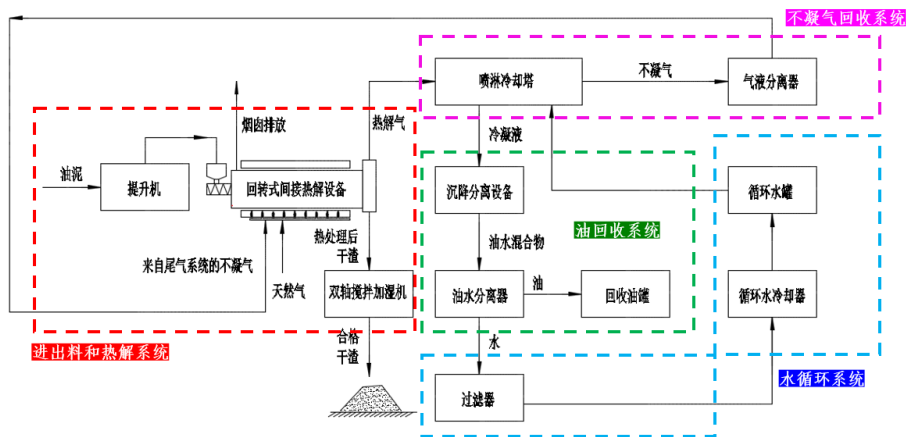 不凝气回收系统
喷淋冷却塔
不凝气
气液分离器
烟囱排放
热解气
冷凝液
油泥
提升机
回转式间接热解设备
沉降分离设备
循环水罐
热处理后
干渣
油水混合物
油回收系统
来自尾气系统的不凝气
天然气
双轴搅拌加湿机
油水分离器
油
回收油罐
循环水冷却器
进出料和热解系统
合格
干渣
水
水循环系统
过滤器